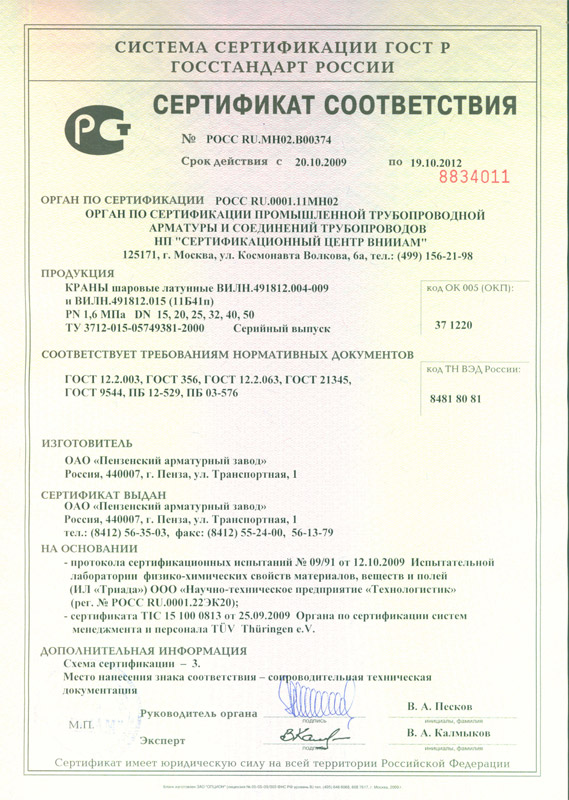 СИСТЕМА СЕРТИФИКАЦИИ ГОСТ Р
ГОССТАНДАРТ РОССИИ
РСТ
СЕРТИФИКАТ СООТВЕТСТВИЯ
№ РОСС RU.МН02.В00374
Срок действия с 20.10.2009 по 19.10.2012
8834011
ОРГАН ПО СЕРТИФИКАЦИИ РОСС RU.0001.11МН02
ОРГАН ПО СЕРТИФИКАЦИИ ПРОМЫШЛЕННОЙ ТРУБОПРОВОДНОЙ
АРМАТУРЫ И СОЕДИНЕНИЙ ТРУБОПРОВОДОВ
НП "СЕРТИФИКАЦИОННЫЙ ЦЕНТР ВНИИАМ"
125171, г. Москва, ул. Космонавта Волкова, 6а, тел.: (499) 156-21-98
ПРОДУКЦИЯ
КРАНЫ шаровые латунные ВИЛН.491812.004-009
и ВИЛН.491812.015 (11Б41п)
PN 1,6 МПа DN 15, 20, 25, 32, 40, 50
ТУ 3712-015-05749381-2000 Серийный выпуск
код ОК 005 (ОКП):
37 1220
СООТВЕТСТВУЕТ ТРЕБОВАНИЯМ НОРМАТИВНЫХ ДОКУМЕНТОВ
ГОСТ 12.2.003, ГОСТ 356, ГОСТ 12.2.063, ГОСТ 21345,
ГОСТ 9544, ПБ 12-529, ПБ 03-576
код ТН ВЭД России:
8481 80 81
ИЗГОТОВИТЕЛЬ
ОАО «Пензенский арматурный завод»
Россия, 440007, г. Пенза, ул. Транспортная, 1
СЕРТИФИКАТ ВЫДАН
ОАО «Пензенский арматурный завод»
Россия, 440007, г. Пенза, ул. Транспортная, 1
тел.: (8412) 56-35-03, факс: (8412) 55-24-00, 56-13-79
НА ОСНОВАНИИ
- протокола сертификационных испытаний № 09/91 от 12.10.2009 Испытательной
лаборатории физико-химических свойств материалов, веществ и полей
(ИЛ «Триада») ООО «Научно-техническое предприятие «Технологистик»
(рег. № РОСС RU.0001.22ЭК20);
- сертификата TIC 15 100 0813 от 25.09.2009 Органа по сертификации систем
менеджмента и персонала TÜV Thüringen e.V.
ДОПОЛНИТЕЛЬНАЯ ИНФОРМАЦИЯ
Схема сертификации – 3.
Место нанесения знака соответствия – сопроводительная техническая
документация
М.П.
Руководитель органа
подпись
В. А. Песков
инициалы, фамилия
Эксперт
подпись
В. А. Калмыков
инициалы, фамилия
Сертификат имеет юридическую силу на всей территории Российской Федерации